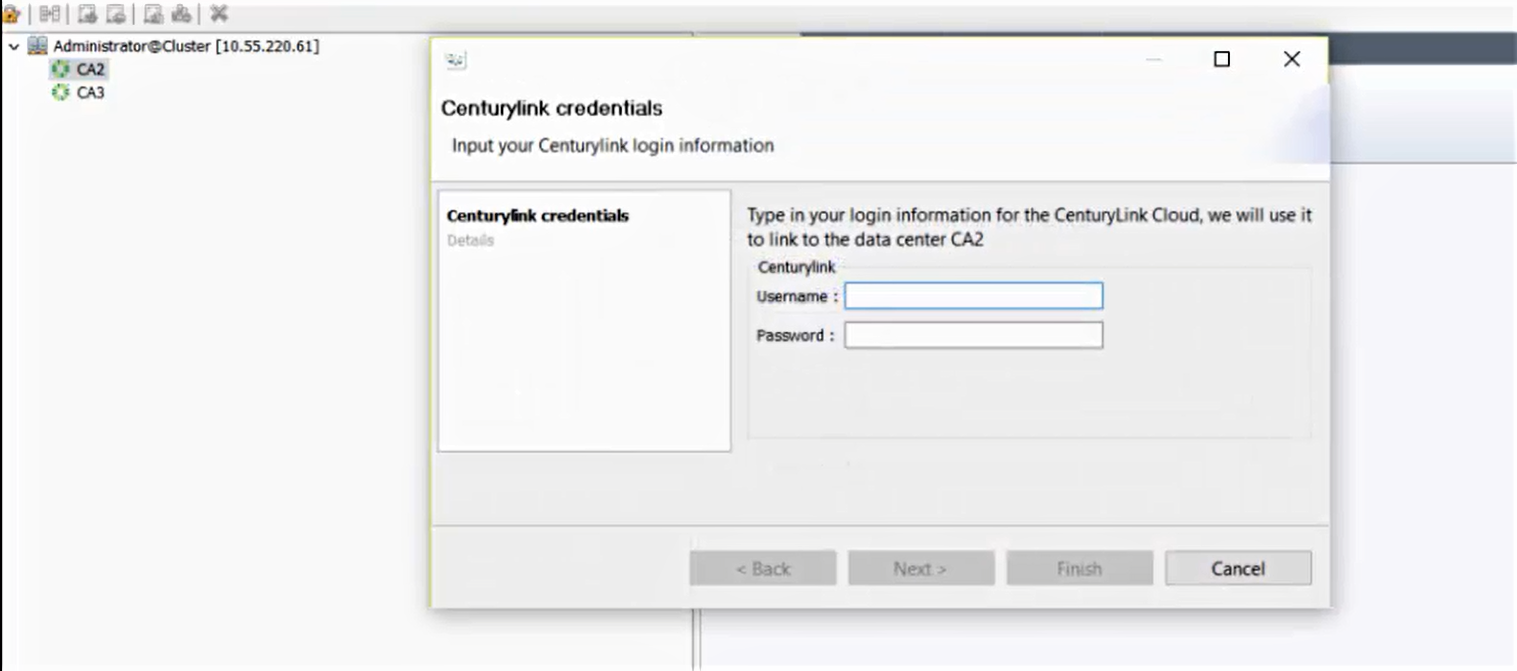 Administrator@Cluster [10.55.220.61]
CA2
CA3
Centurylink credentials
Input your Centurylink login information
Centurylink credentials
Details
Type in your login information for the CenturyLink Cloud, we will use it
to link to the data center CA2
Centurylink
Username :
Password :
< Back
Next >
Finish
Cancel